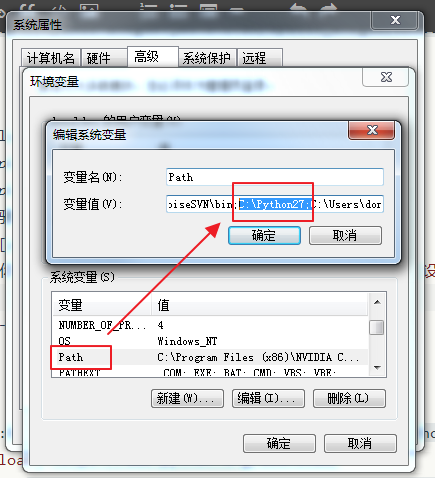 系统属性
计算机名 硬件 高级 系统保护 远程
环境变量
的用户变量(U)
编辑系统变量
变量名(N): Path
变量值(V): oiseSVN\bin;C:\Python27;C:\Users\dor
确定 取消
系统变量(S)
变量 值
NUMBER_OF_PR... 4
OS Windows_NT
Path C:\Program Files (x86)\NVIDIA C...
PATHEXT .COM;.EXE;.BAT;.CMD;.VBS;.VBE;
新建(W)... 编辑(I)... 删除(L)
确定 取消